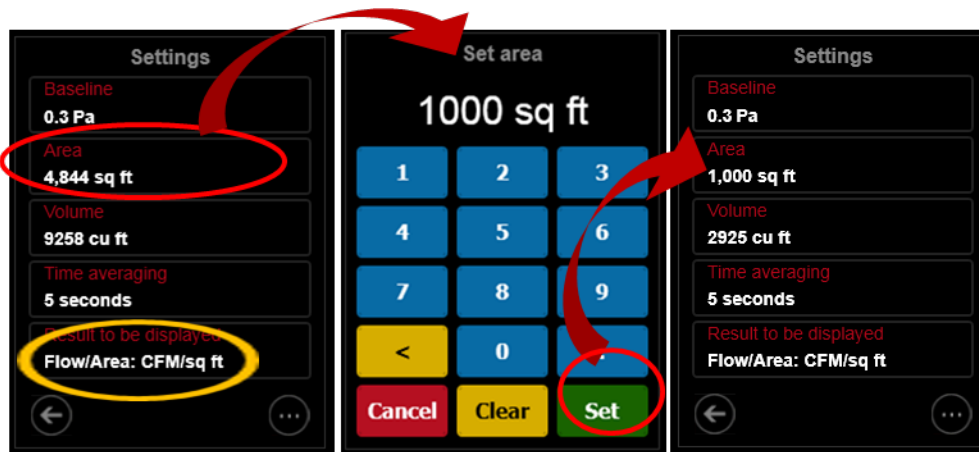 Settings
Baseline
0.3 Pa
Area
4,844 sq ft
Volume
9258 cu ft
Time averaging
5 seconds
Result to be displayed
Flow/Area: CFM/sq ft
Set area
1000 sq ft
1 2 3
4 5 6
7 8 9
< 0
Cancel Clear Set
Settings
Baseline
0.3 Pa
Area
1,000 sq ft
Volume
2925 cu ft
Time averaging
5 seconds
Result to be displayed
Flow/Area: CFM/sq ft